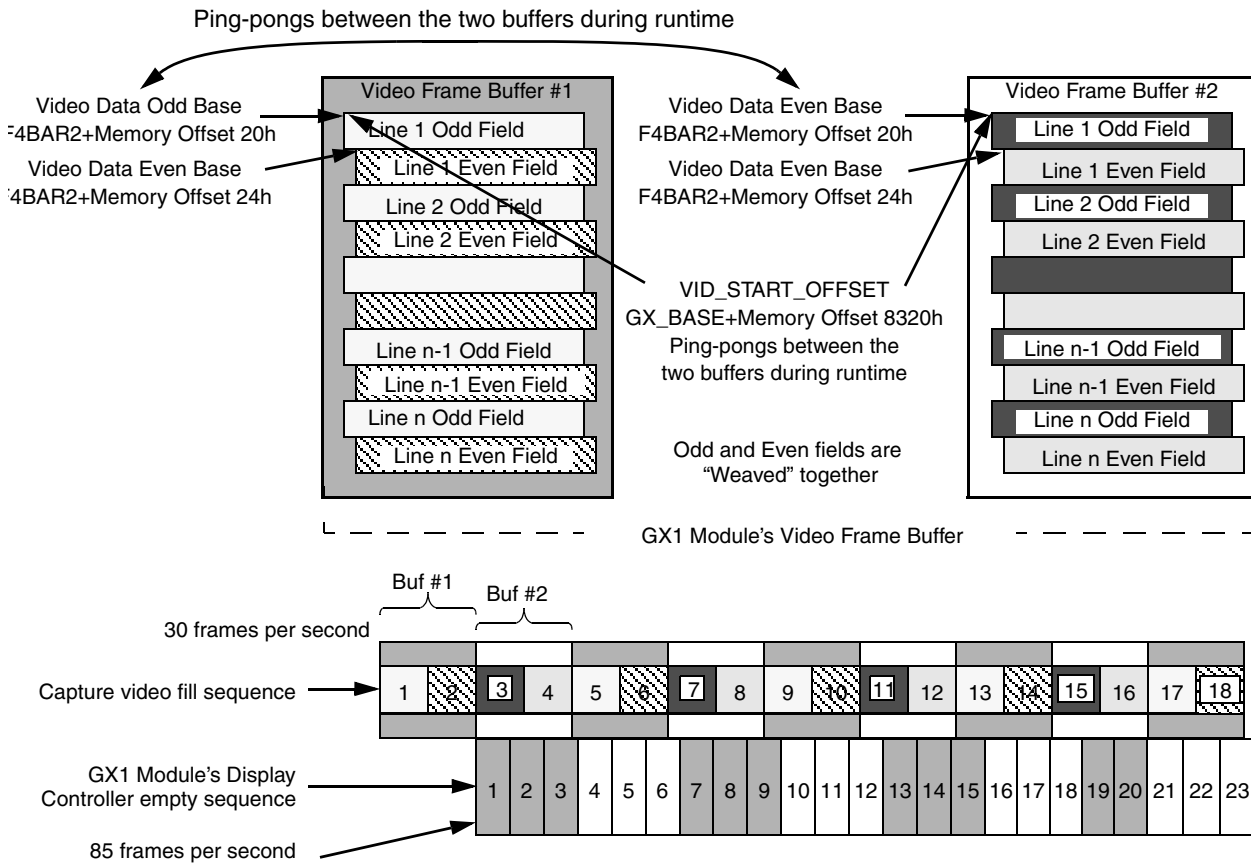 Ping-pongs between the two buffers during runtime
Video Frame Buffer #1
Video Data Odd Base
F4BAR2+Memory Offset 20h
Video Data Even Base
F4BAR2+Memory Offset 24h
Line 1 Odd Field
Line 1 Even Field
Line 2 Odd Field
Line 2 Even Field
Line n-1 Odd Field
Line n-1 Even Field
Line n Odd Field
Line n Even Field
Video Data Even Base
F4BAR2+Memory Offset 20h
Video Data Even Base
F4BAR2+Memory Offset 24h
VID_START_OFFSET
GX_BASE+Memory Offset 8320h
Ping-pongs between the
two buffers during runtime
Odd and Even fields are
“Weaved” together
Video Frame Buffer #2
Line 1 Odd Field
Line 1 Even Field
Line 2 Odd Field
Line 2 Even Field
Line n-1 Odd Field
Line n-1 Even Field
Line n Odd Field
Line n Even Field
GX1 Module’s Video Frame Buffer
Buf #1
Buf #2
30 frames per second
Capture video fill sequence
1 2 3 4 5 6 7 8 9 10 11 12 13 14 15 16 17 18
GX1 Module’s Display
Controller empty sequence
1 2 3 4 5 6 7 8 9 10 11 12 13 14 15 16 17 18 19 20 21 22 23
85 frames per second